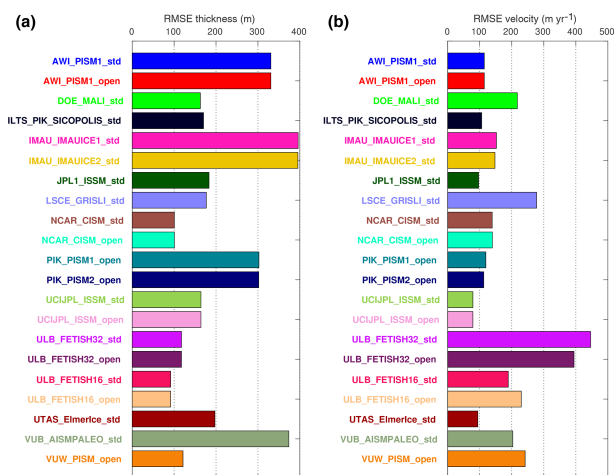 (a)
RMSE thickness (m)
0 100 200 300 400
AWI_PISM1_std
AWI_PISM1_open
DOE_MALI_std
ILTS_PIK_SICOPOLIS_std
IMAU_IMAUICE1_std
IMAU_IMAUICE2_std
JPL1_ISSM_std
LSCE_GRISLI_std
NCAR_CISM_std
NCAR_CISM_open
PIK_PISM1_open
PIK_PISM2_open
UCIJPL_ISSM_std
UCIJPL_ISSM_open
ULB_FETISH32_std
ULB_FETISH32_open
ULB_FETISH16_std
ULB_FETISH16_open
UTAS_ElmerIce_std
VUB_AISMPALEO_std
VUW_PISM_open
(b)
RMSE velocity (m yr⁻¹)
0 100 200 300 400 500
AWI_PISM1_std
AWI_PISM1_open
DOE_MALI_std
ILTS_PIK_SICOPOLIS_std
IMAU_IMAUICE1_std
IMAU_IMAUICE2_std
JPL1_ISSM_std
LSCE_GRISLI_std
NCAR_CISM_std
NCAR_CISM_open
PIK_PISM1_open
PIK_PISM2_open
UCIJPL_ISSM_std
UCIJPL_ISSM_open
ULB_FETISH32_std
ULB_FETISH32_open
ULB_FETISH16_std
ULB_FETISH16_open
UTAS_ElmerIce_std
VUB_AISMPALEO_std
VUW_PISM_open